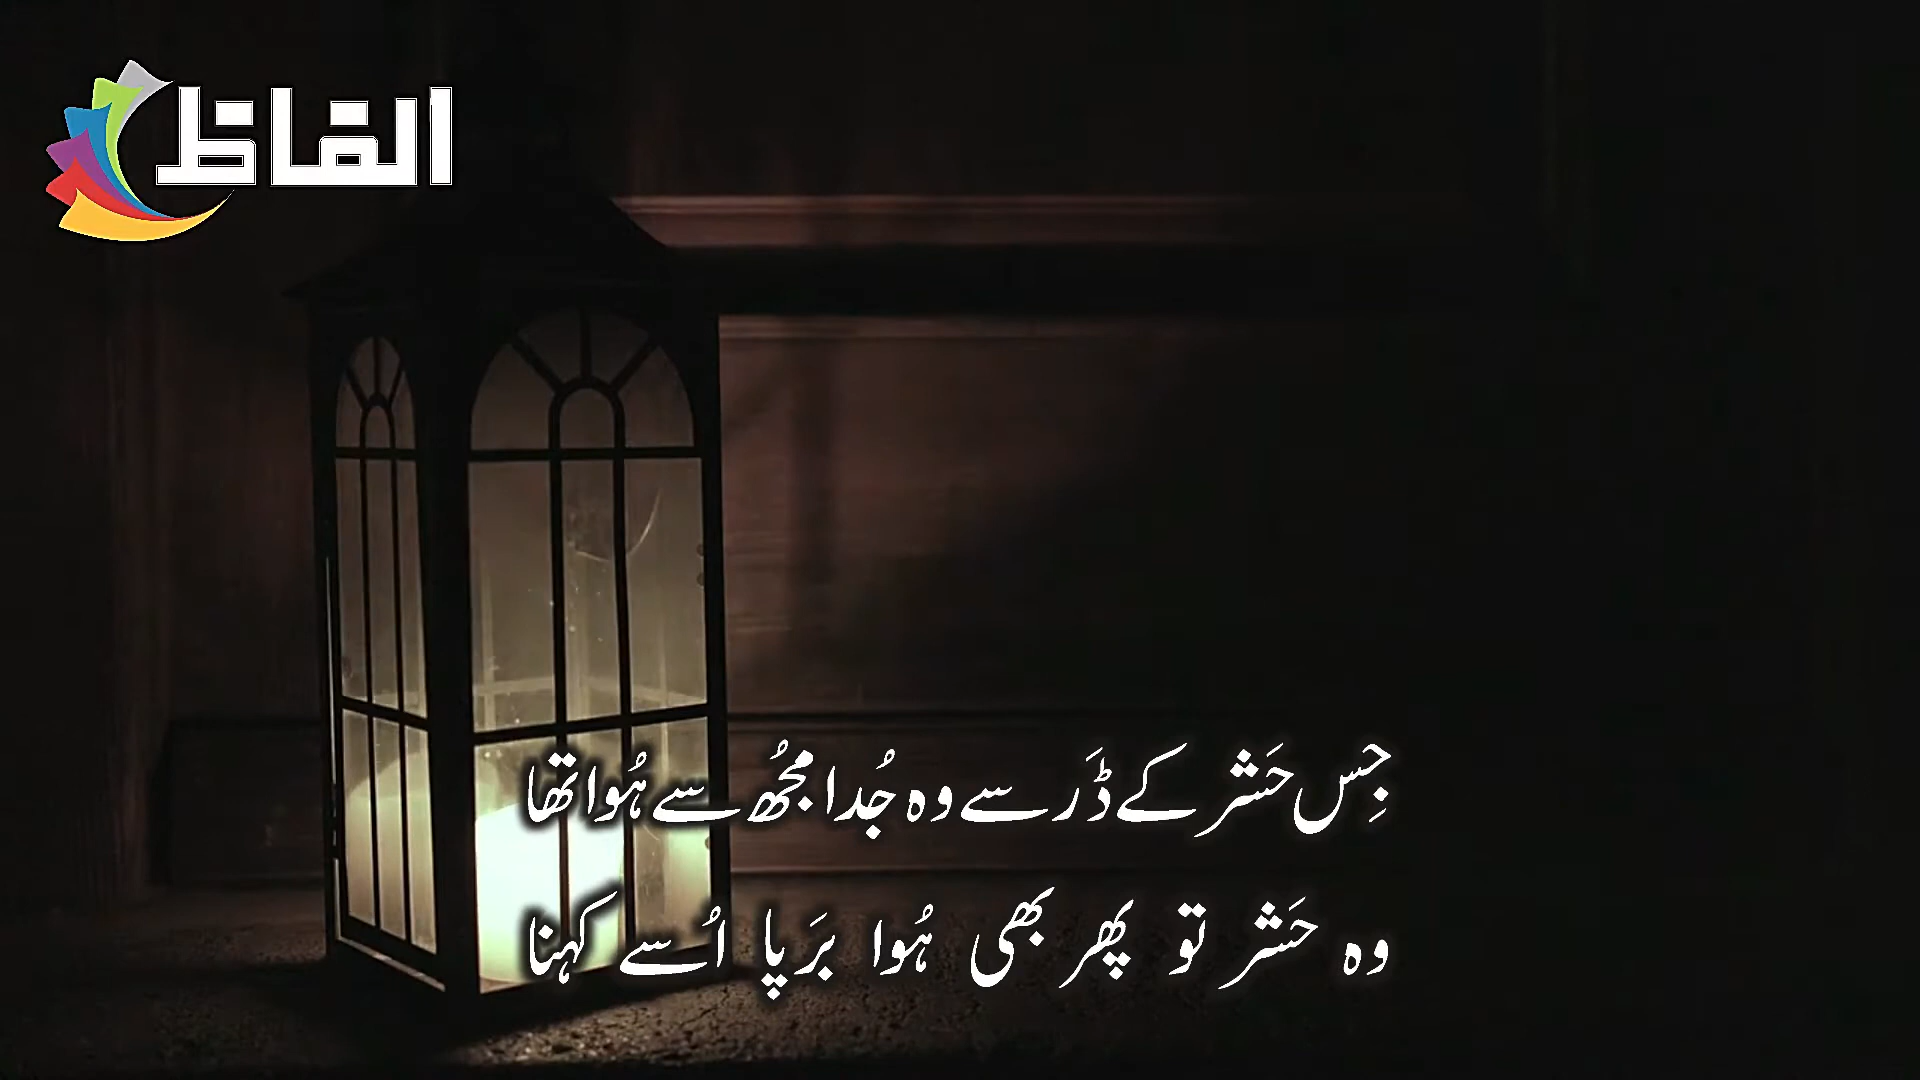 الفاظ
جِس حَشر کے ڈَر سے وہ جُدا مجُھ سے ہُوا تھا
وہ حَشر تو پھر بھی ہُوا بَرپا اُسے کہنا